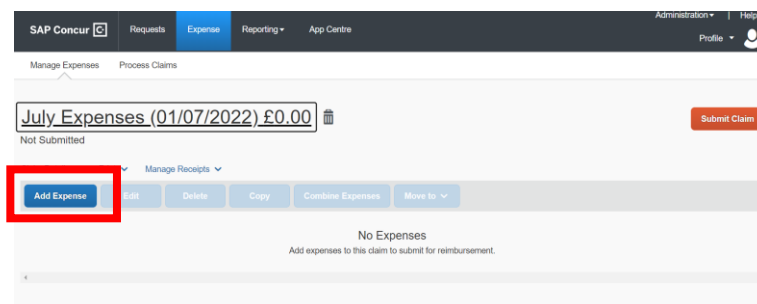 Administration | Help
SAP Concur C Requests Expense Reporting App Centre
Profile
Manage Expenses Process Claims
July Expenses (01/07/2022) £0.00
Submit Claim
Not Submitted
Manage Receipts
Add Expense Edit Delete Copy Combine Expenses Move to
No Expenses
Add expenses to this claim to submit for reimbursement.